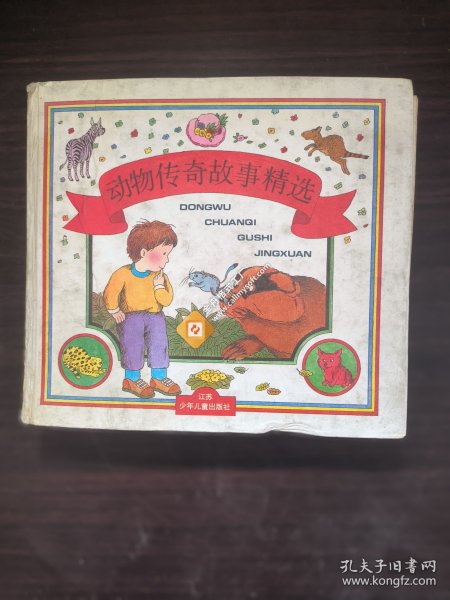 动物传奇故事精选
DONGWU
CHUANQI
GUSHI
JINGXUAN
江苏
少年儿童出版社
孔夫子旧书网
www.kongfz.com